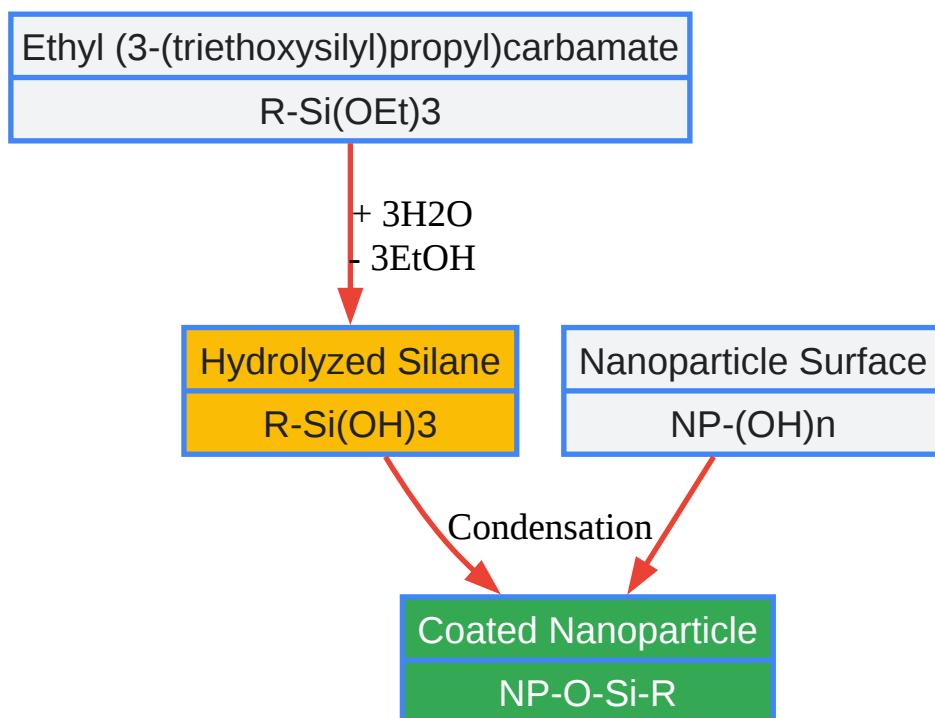 Ethyl (3-(triethoxysilyl)propyl)carbamate
R-Si(OEt)3
+ 3H2O
- 3EtOH
Hydrolyzed Silane
R-Si(OH)3
Nanoparticle Surface
NP-(OH)n
Condensation
Coated Nanoparticle
NP-O-Si-R